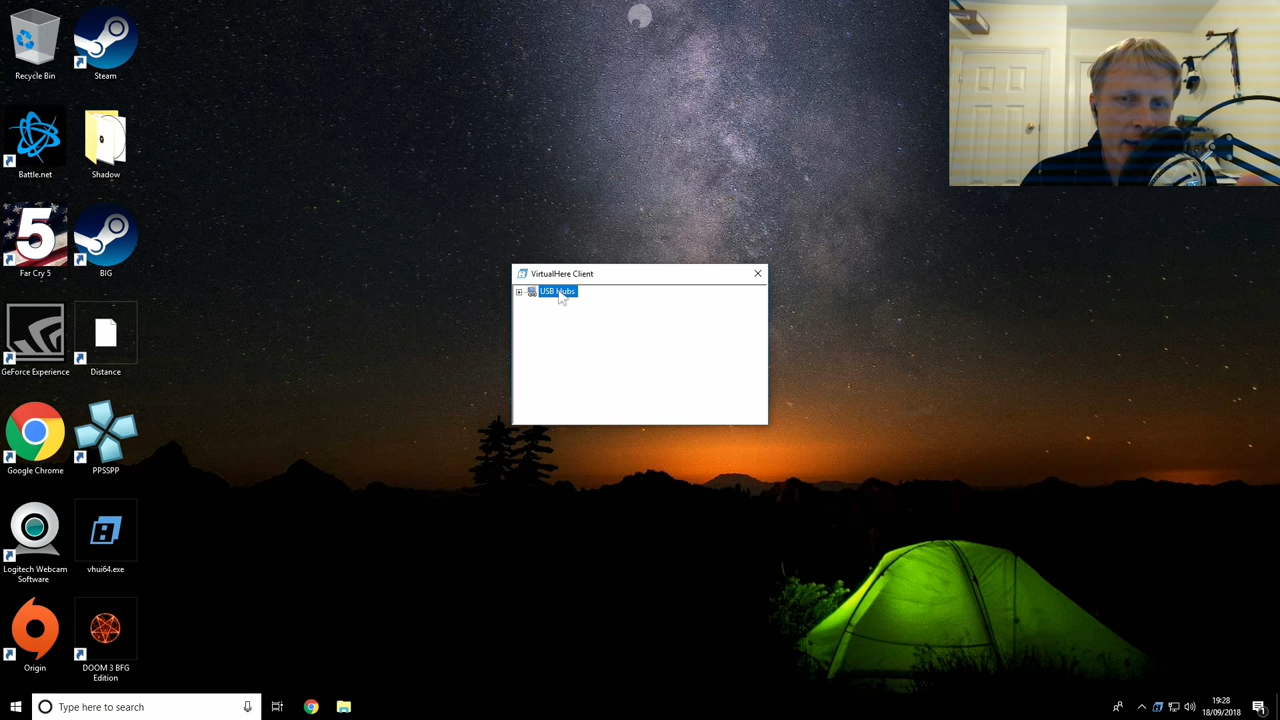 Recycle Bin
Steam
Battle.net
Shadow
5
Far Cry 5
BIG
GeForce Experience
Distance
Google Chrome
PPSSPP
Logitech Webcam
Software
vhui64.exe
Origin
DOOM 3 BFG
Edition
VirtualHere Client
USB Hubs
Type here to search
19:28
18/09/2018
1